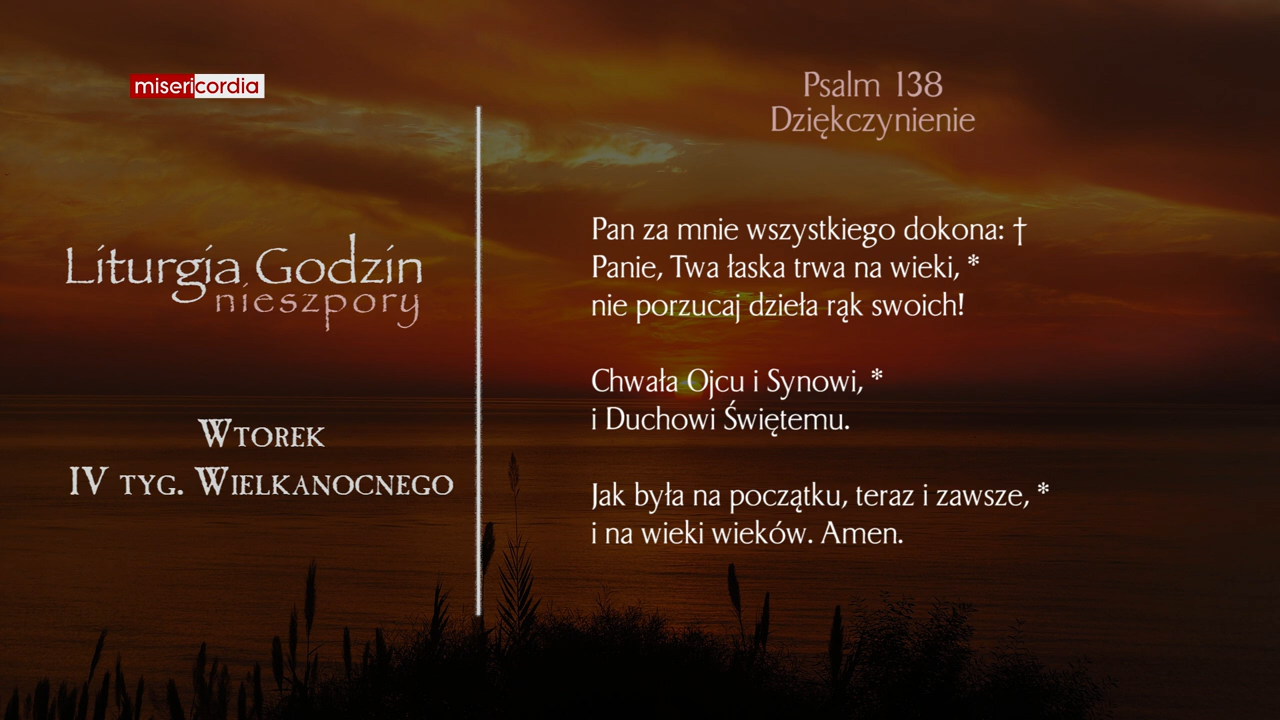 misericordia
Liturgia Godzin
nieszpory
Wtorek
IV tyg. Wielkanocnego
Psalm 138
Dziękczynienie
Pan za mnie wszystkiego dokona: †
Panie, Twa łaska trwa na wieki, *
nie porzucaj dzieła rąk swoich!
Chwała Ojcu i Synowi, *
i Duchowi Świętemu.
Jak była na początku, teraz i zawsze, *
i na wieki wieków. Amen.